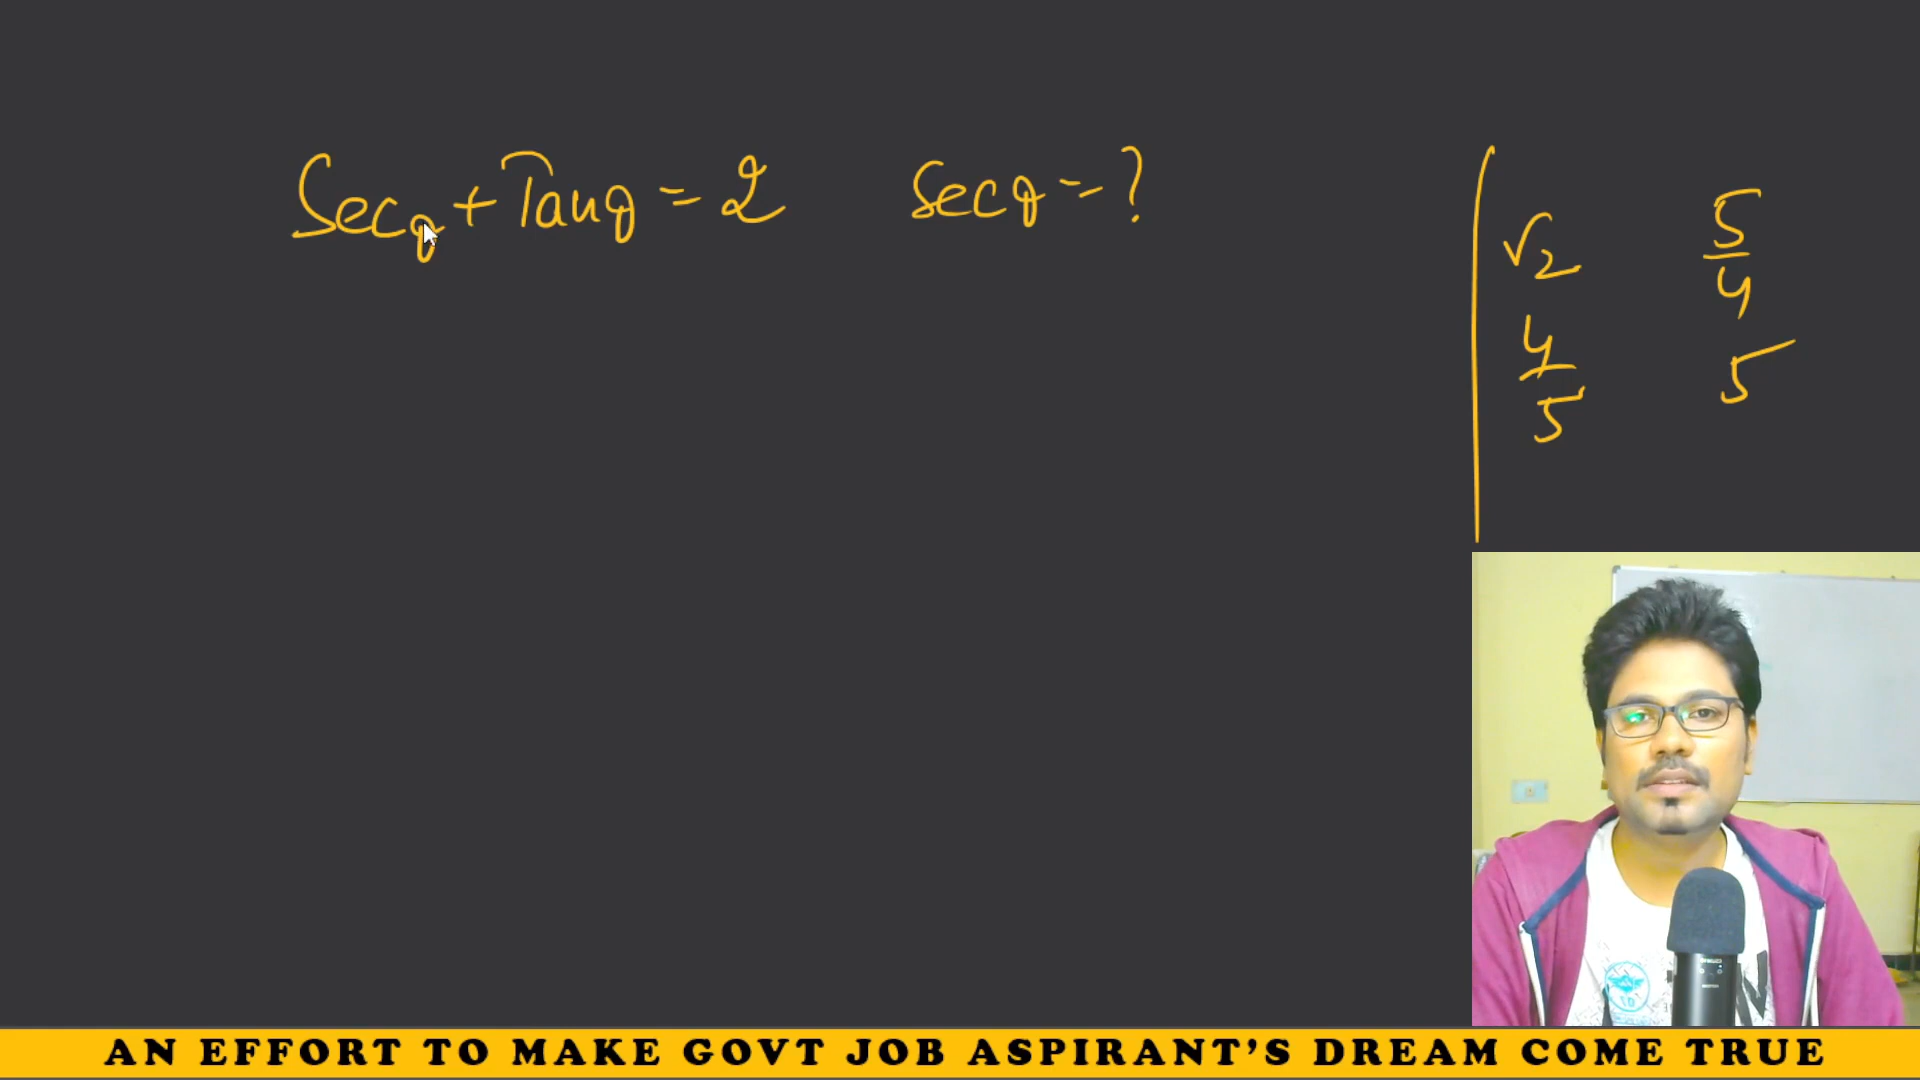 Secθ + Tanθ = 2 secθ = ?
√2 5/4
4/5 5
AN EFFORT TO MAKE GOVT JOB ASPIRANT'S DREAM COME TRUE